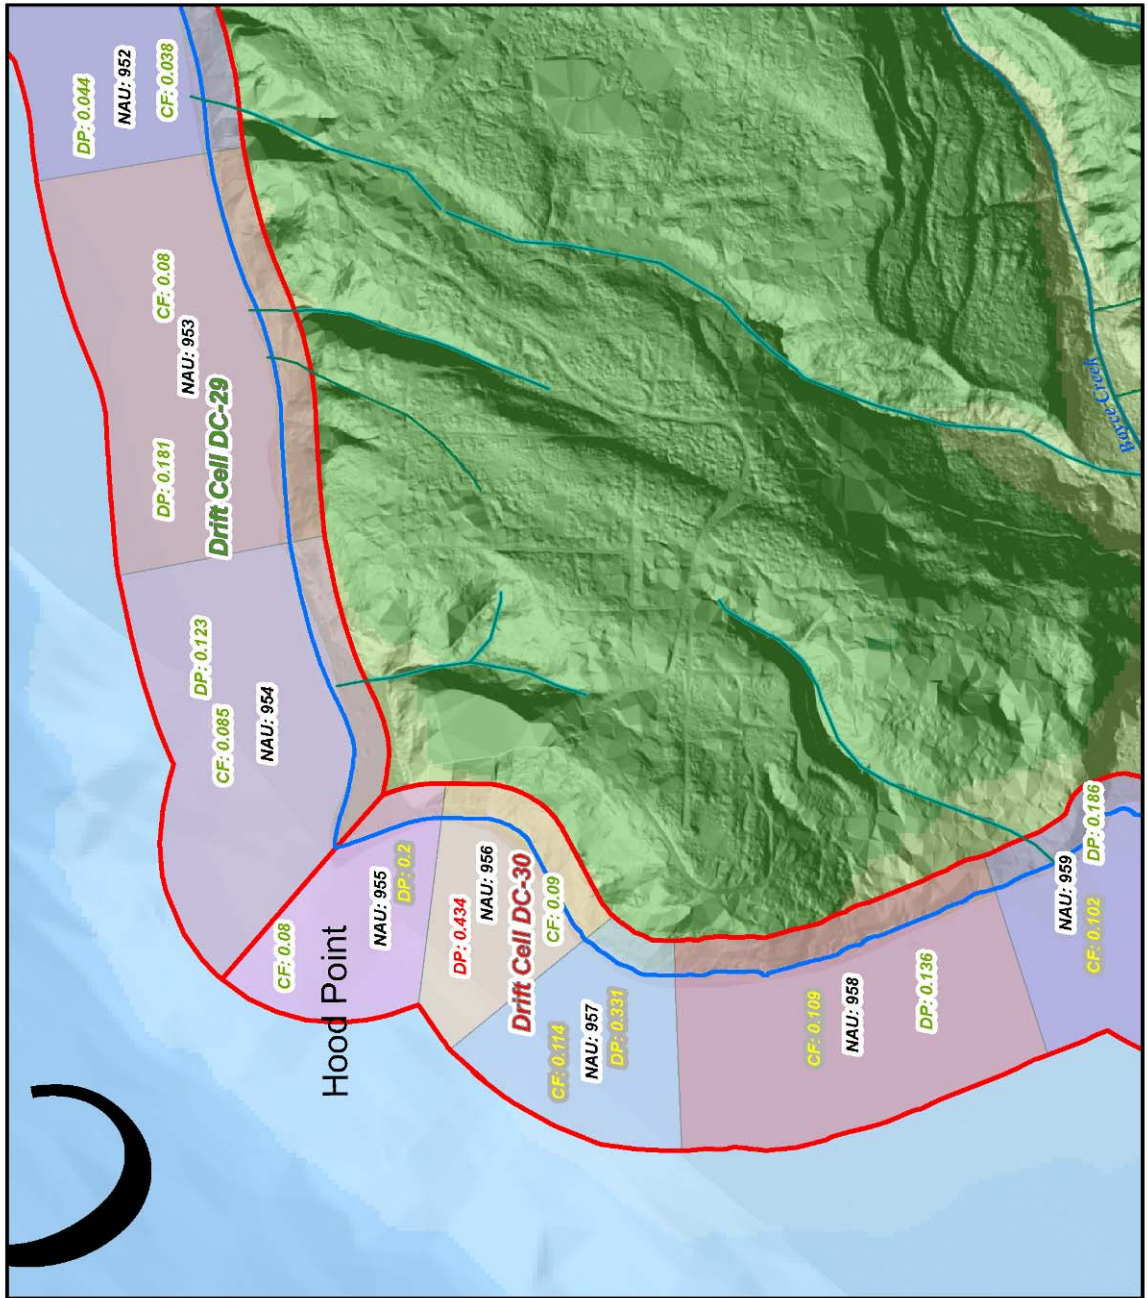 DP: 0.044
NAU: 952
CF: 0.038
CF: 0.08
NAU: 953
DP: 0.181
Drift Cell DC-29
DP: 0.123
CF: 0.085
NAU: 954
CF: 0.08
NAU: 955
DP: 0.2
Hood Point
DP: 0.434
NAU: 956
Drift Cell DC-30
CF: 0.09
CF: 0.114
NAU: 957
DP: 0.331
CF: 0.109
NAU: 958
DP: 0.136
NAU: 959
DP: 0.186
CF: 0.102
Creek